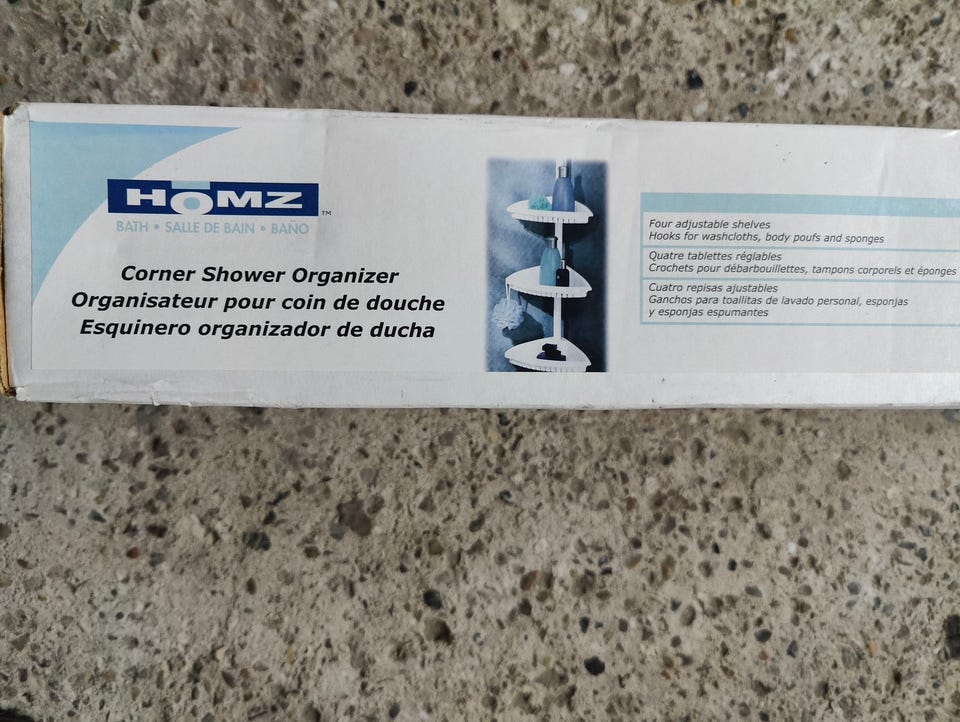 HŌMZ™
BATH • SALLE DE BAIN • BAÑO
Corner Shower Organizer
Organisateur pour coin de douche
Esquinero organizador de ducha
Four adjustable shelves
Hooks for washcloths, body poufs and sponges
Quatre tablettes réglables
Crochets pour débarbouillettes, tampons corporels et éponges
Cuatro repisas ajustables
Ganchos para toallitas de lavado personal, esponjas
y esponjas espumantes